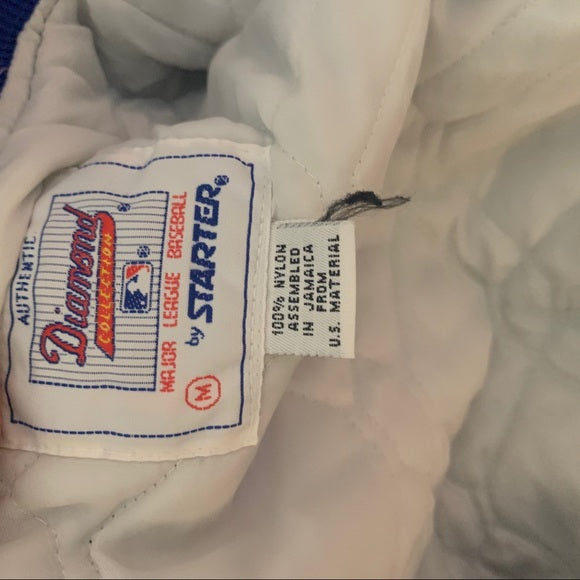 AUTHENTIC
Diamond
COLLECTION
MAJOR LEAGUE BASEBALL
by STARTER®
M
100% NYLON
ASSEMBLED
IN JAMAICA
FROM
U.S. MATERIAL